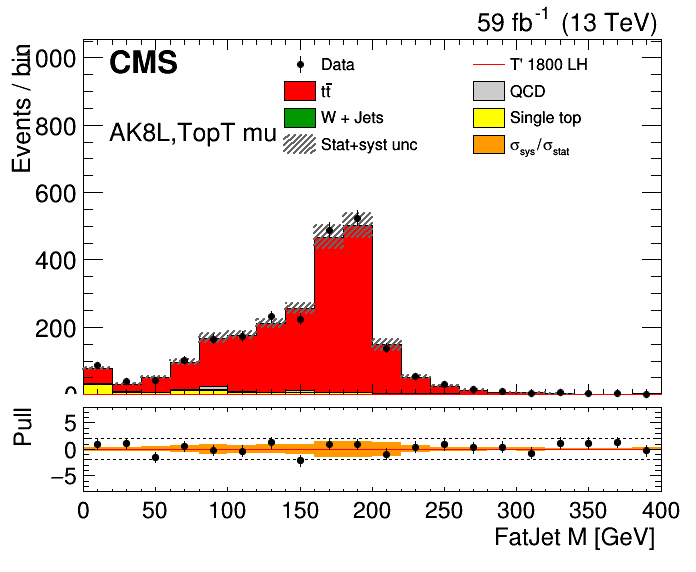 59 fb⁻¹ (13 TeV)
Events / bin
000
800
600
400
200
0
CMS
AK8L,TopT mu
Data
tt̄
W + Jets
Stat+syst unc
T' 1800 LH
QCD
Single top
σsys/σstat
Pull
5
0
−5
0 50 100 150 200 250 300 350 400
FatJet M [GeV]